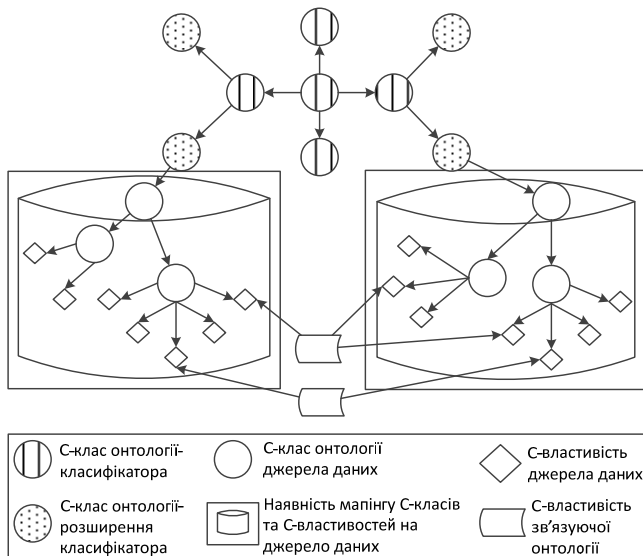 С-клас онтології-
класифікатора
С-клас онтології
джерела даних
С-властивість
джерела даних
С-клас онтології-
розширення
класифікатора
Наявність мапінгу С-класів
та С-властивостей на
джерело даних
С-властивість
зв'язуючої
онтології